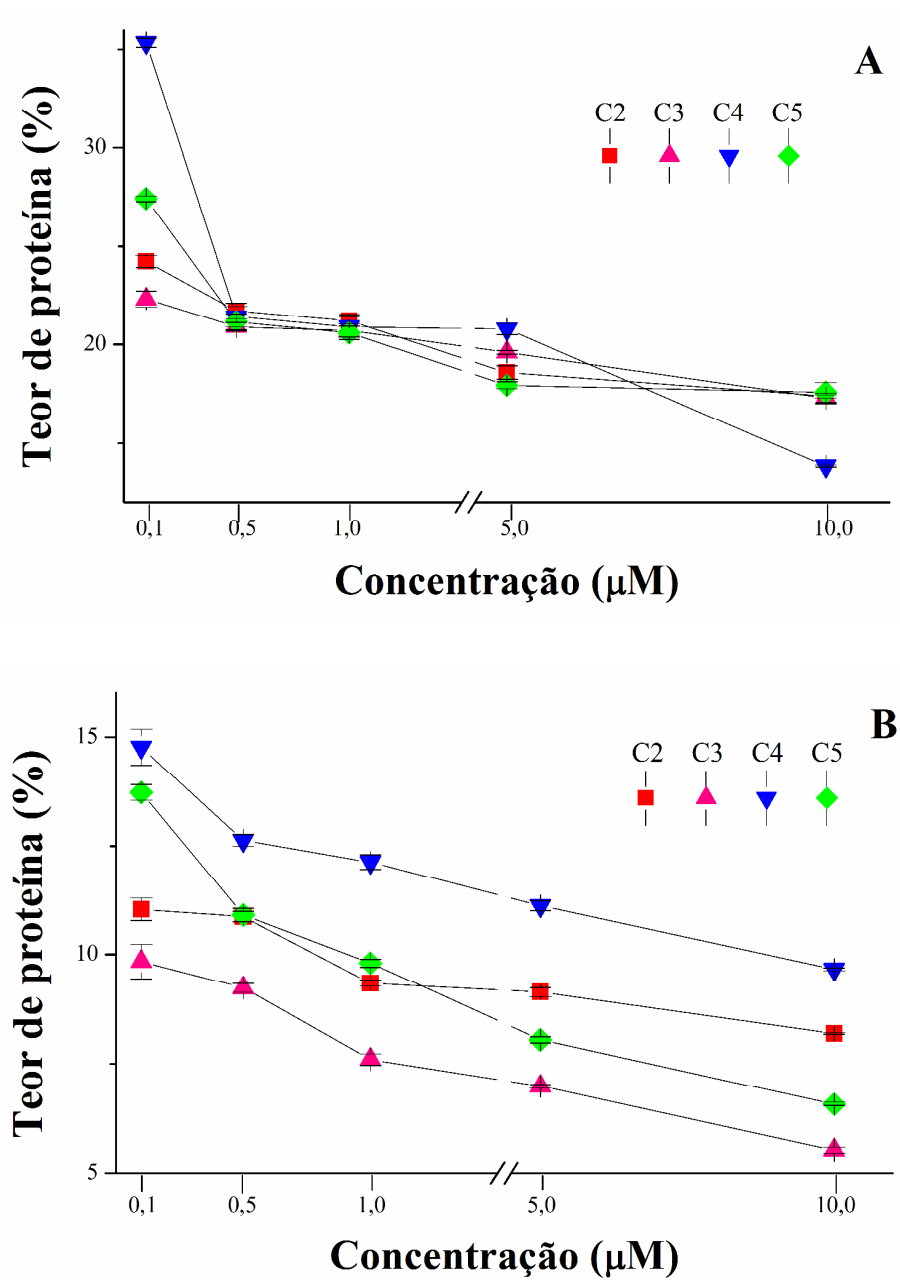 A
C2 C3 C4 C5
Teor de proteína (%)
30
20
0,1 0,5 1,0 5,0 10,0
Concentração (μM)
B
C2 C3 C4 C5
Teor de proteína (%)
15
10
5
0,1 0,5 1,0 5,0 10,0
Concentração (μM)